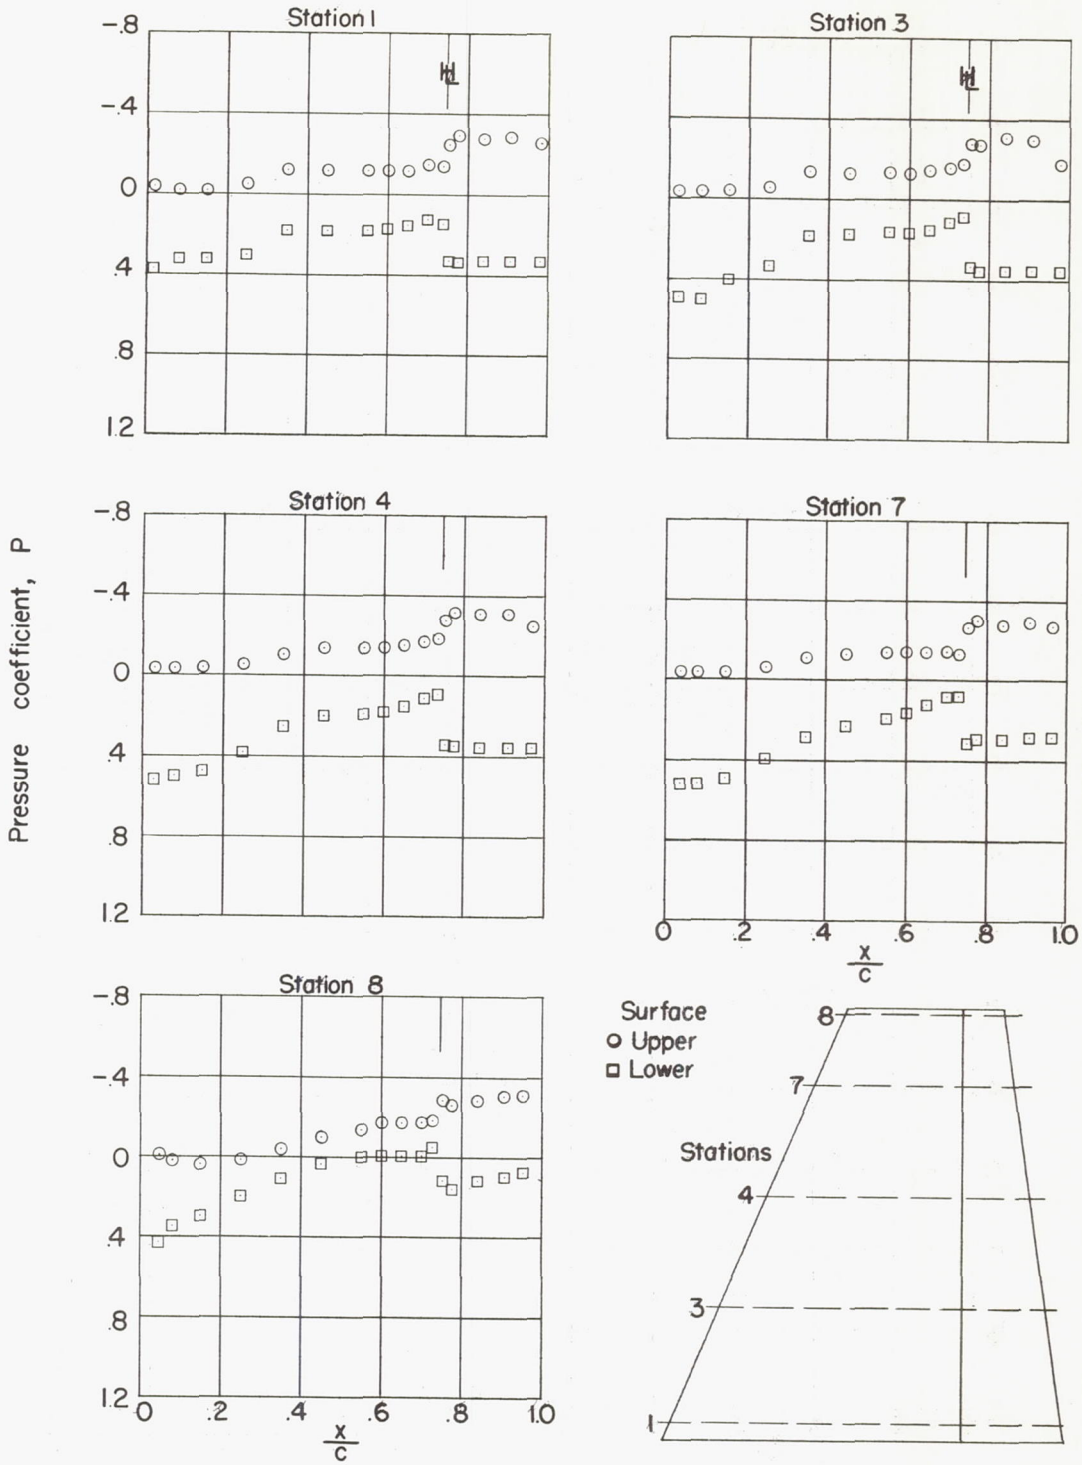 Station 1
-.8
-.4
0
.4
.8
1.2
HL
Station 3
HL
Pressure coefficient, P
Station 4
-.8
-.4
0
.4
.8
1.2
Station 7
0 .2 .4 .6 .8 1.0
x/c
Station 8
-.8
-.4
0
.4
.8
1.2
0 .2 .4 .6 .8 1.0
x/c
Surface
Upper
Lower
Stations
8
7
4
3
1